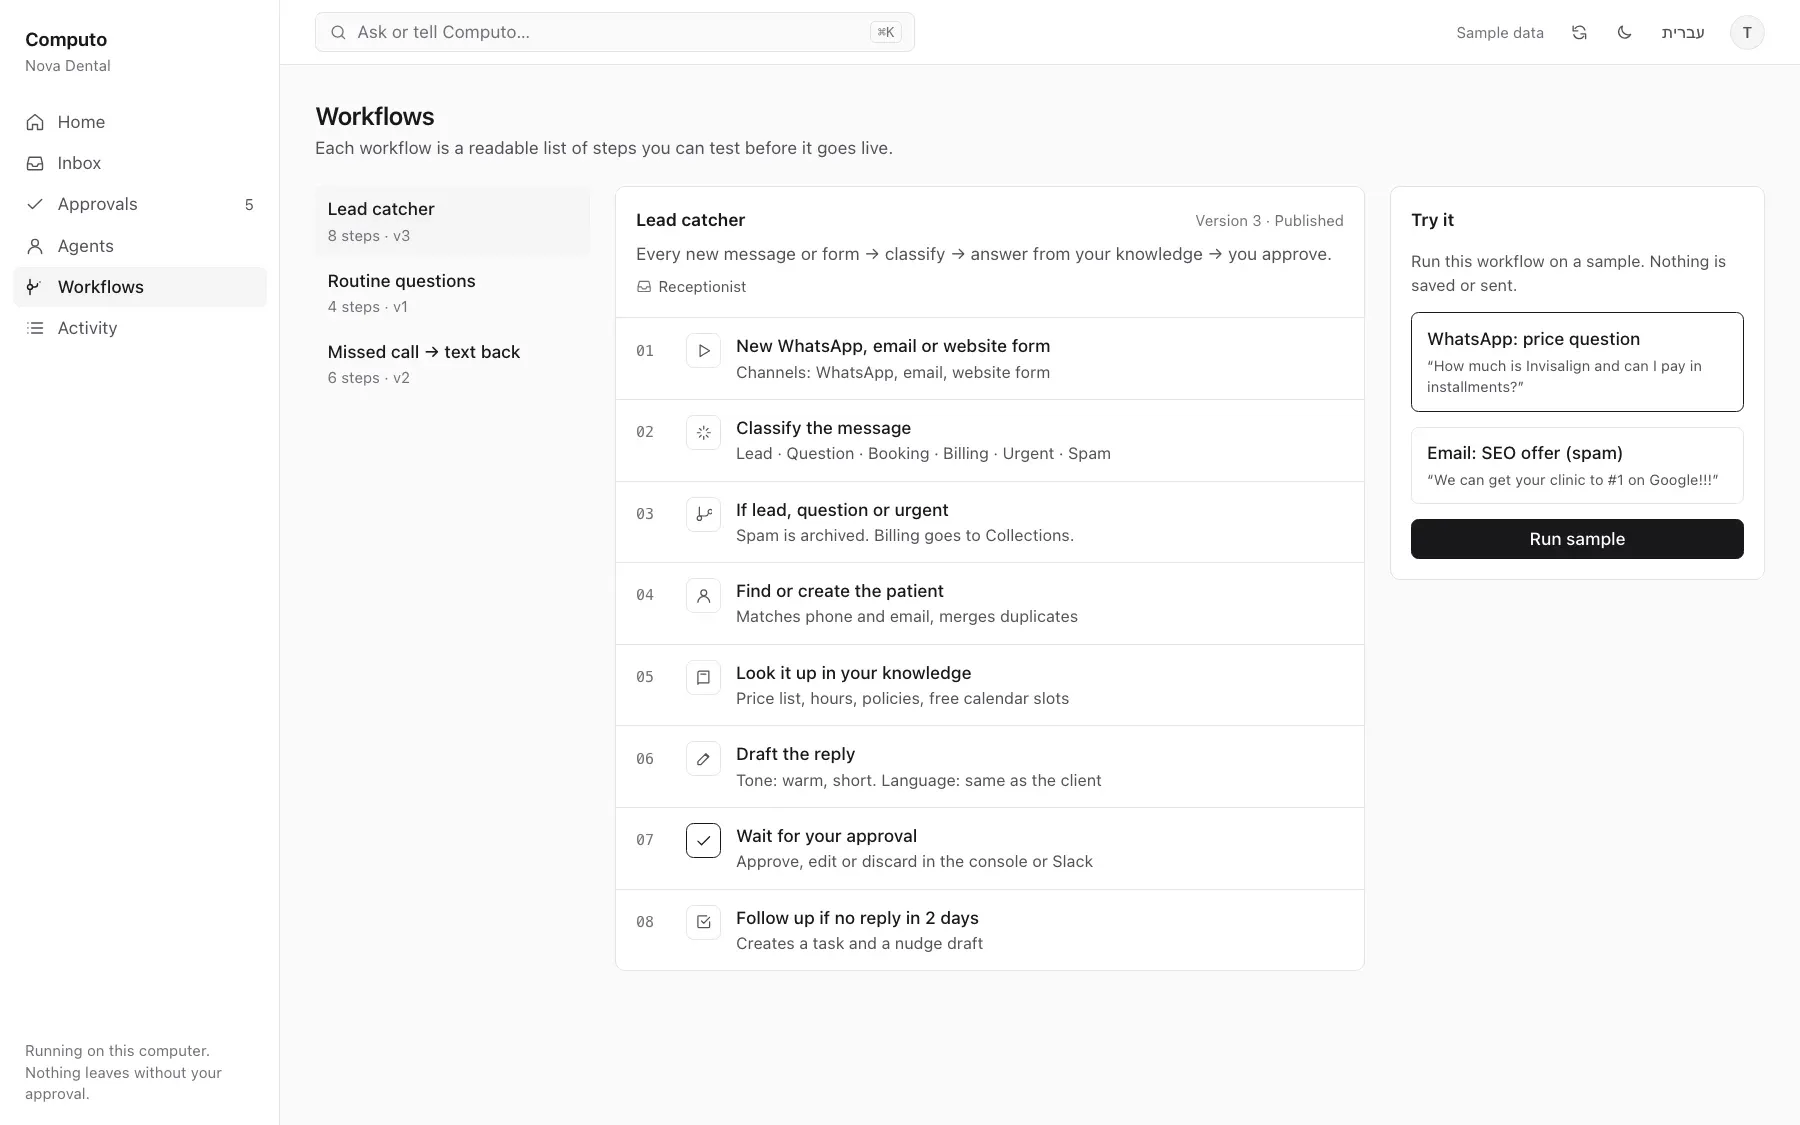 Computo
Nova Dental
Home
Inbox
Approvals 5
Agents
Workflows
Activity
Running on this computer.
Nothing leaves without your
approval.
Ask or tell Computo... ⌘K
Sample data
עברית
T
Workflows
Each workflow is a readable list of steps you can test before it goes live.
Lead catcher
8 steps · v3
Routine questions
4 steps · v1
Missed call → text back
6 steps · v2
Lead catcher
Version 3 · Published
Every new message or form → classify → answer from your knowledge → you approve.
Receptionist
01
New WhatsApp, email or website form
Channels: WhatsApp, email, website form
02
Classify the message
Lead · Question · Booking · Billing · Urgent · Spam
03
If lead, question or urgent
Spam is archived. Billing goes to Collections.
04
Find or create the patient
Matches phone and email, merges duplicates
05
Look it up in your knowledge
Price list, hours, policies, free calendar slots
06
Draft the reply
Tone: warm, short. Language: same as the client
07
Wait for your approval
Approve, edit or discard in the console or Slack
08
Follow up if no reply in 2 days
Creates a task and a nudge draft
Try it
Run this workflow on a sample. Nothing is
saved or sent.
WhatsApp: price question
“How much is Invisalign and can I pay in
installments?”
Email: SEO offer (spam)
“We can get your clinic to #1 on Google!!!”
Run sample